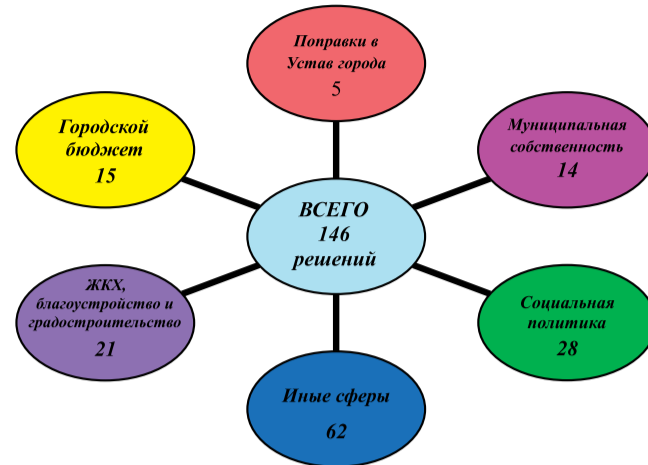 Поправки в
Устав города
5
Городской
бюджет
15
Муниципальная
собственность
14
ВСЕГО
146
решений
ЖКХ,
благоустройство и
градостроительство
21
Социальная
политика
28
Иные сферы
62